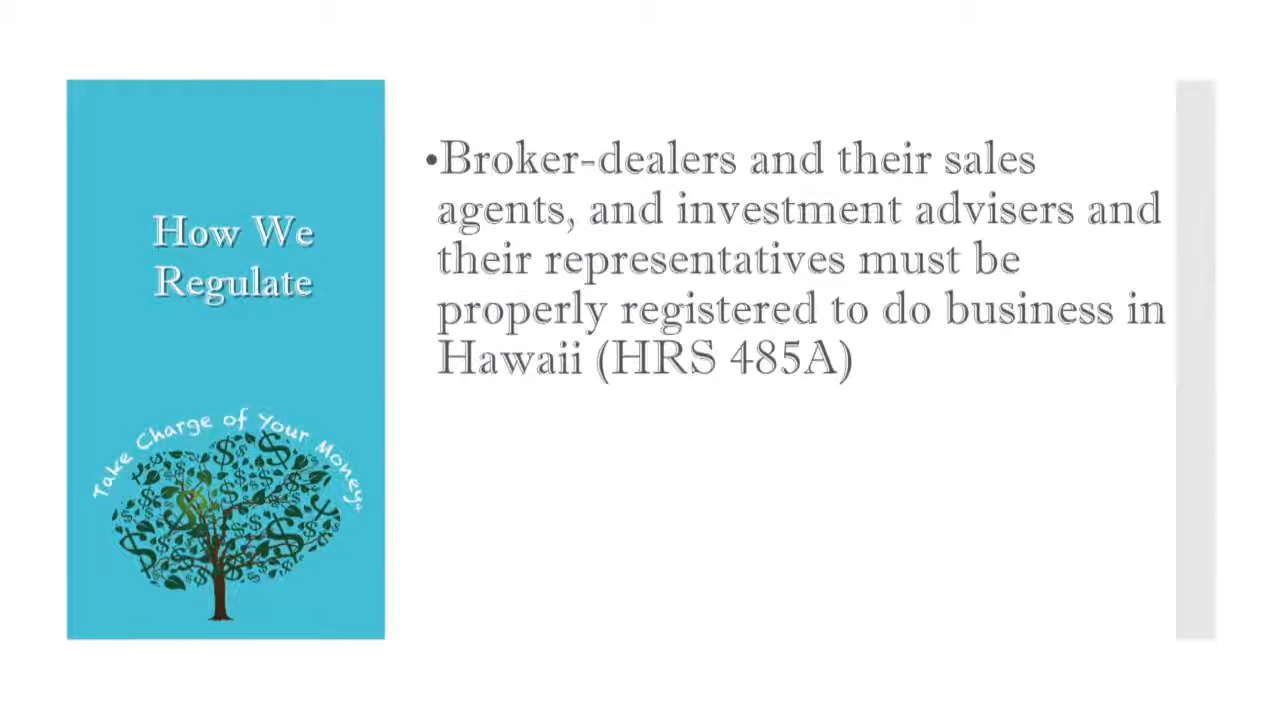 How We
Regulate
Take Charge of Your Money
•Broker-dealers and their sales
agents, and investment advisers and
their representatives must be
properly registered to do business in
Hawaii (HRS 485A)